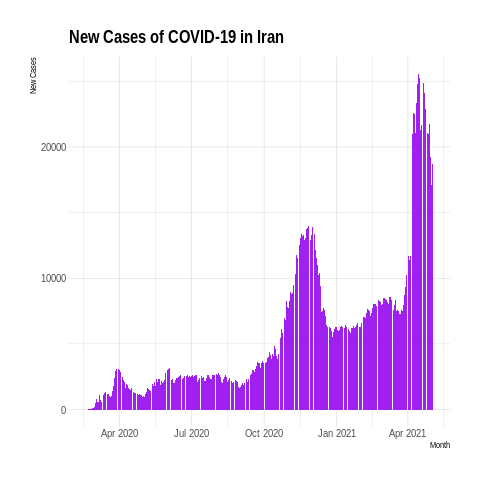 New Cases of COVID-19 in Iran
New Cases
20000
10000
0
Apr 2020 Jul 2020 Oct 2020 Jan 2021 Apr 2021
Month